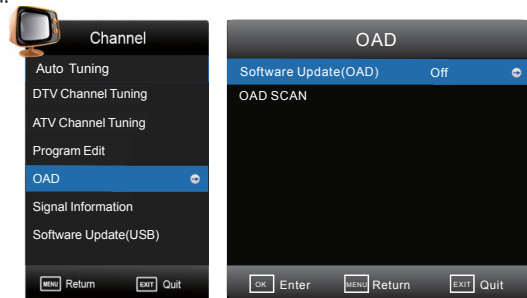 Channel
Auto Tuning
DTV Channel Tuning
ATV Channel Tuning
Program Edit
OAD
Signal Information
Software Update(USB)
MENU Return EXIT Quit
OAD
Software Update(OAD) Off
OAD SCAN
OK Enter MENU Return EXIT Quit